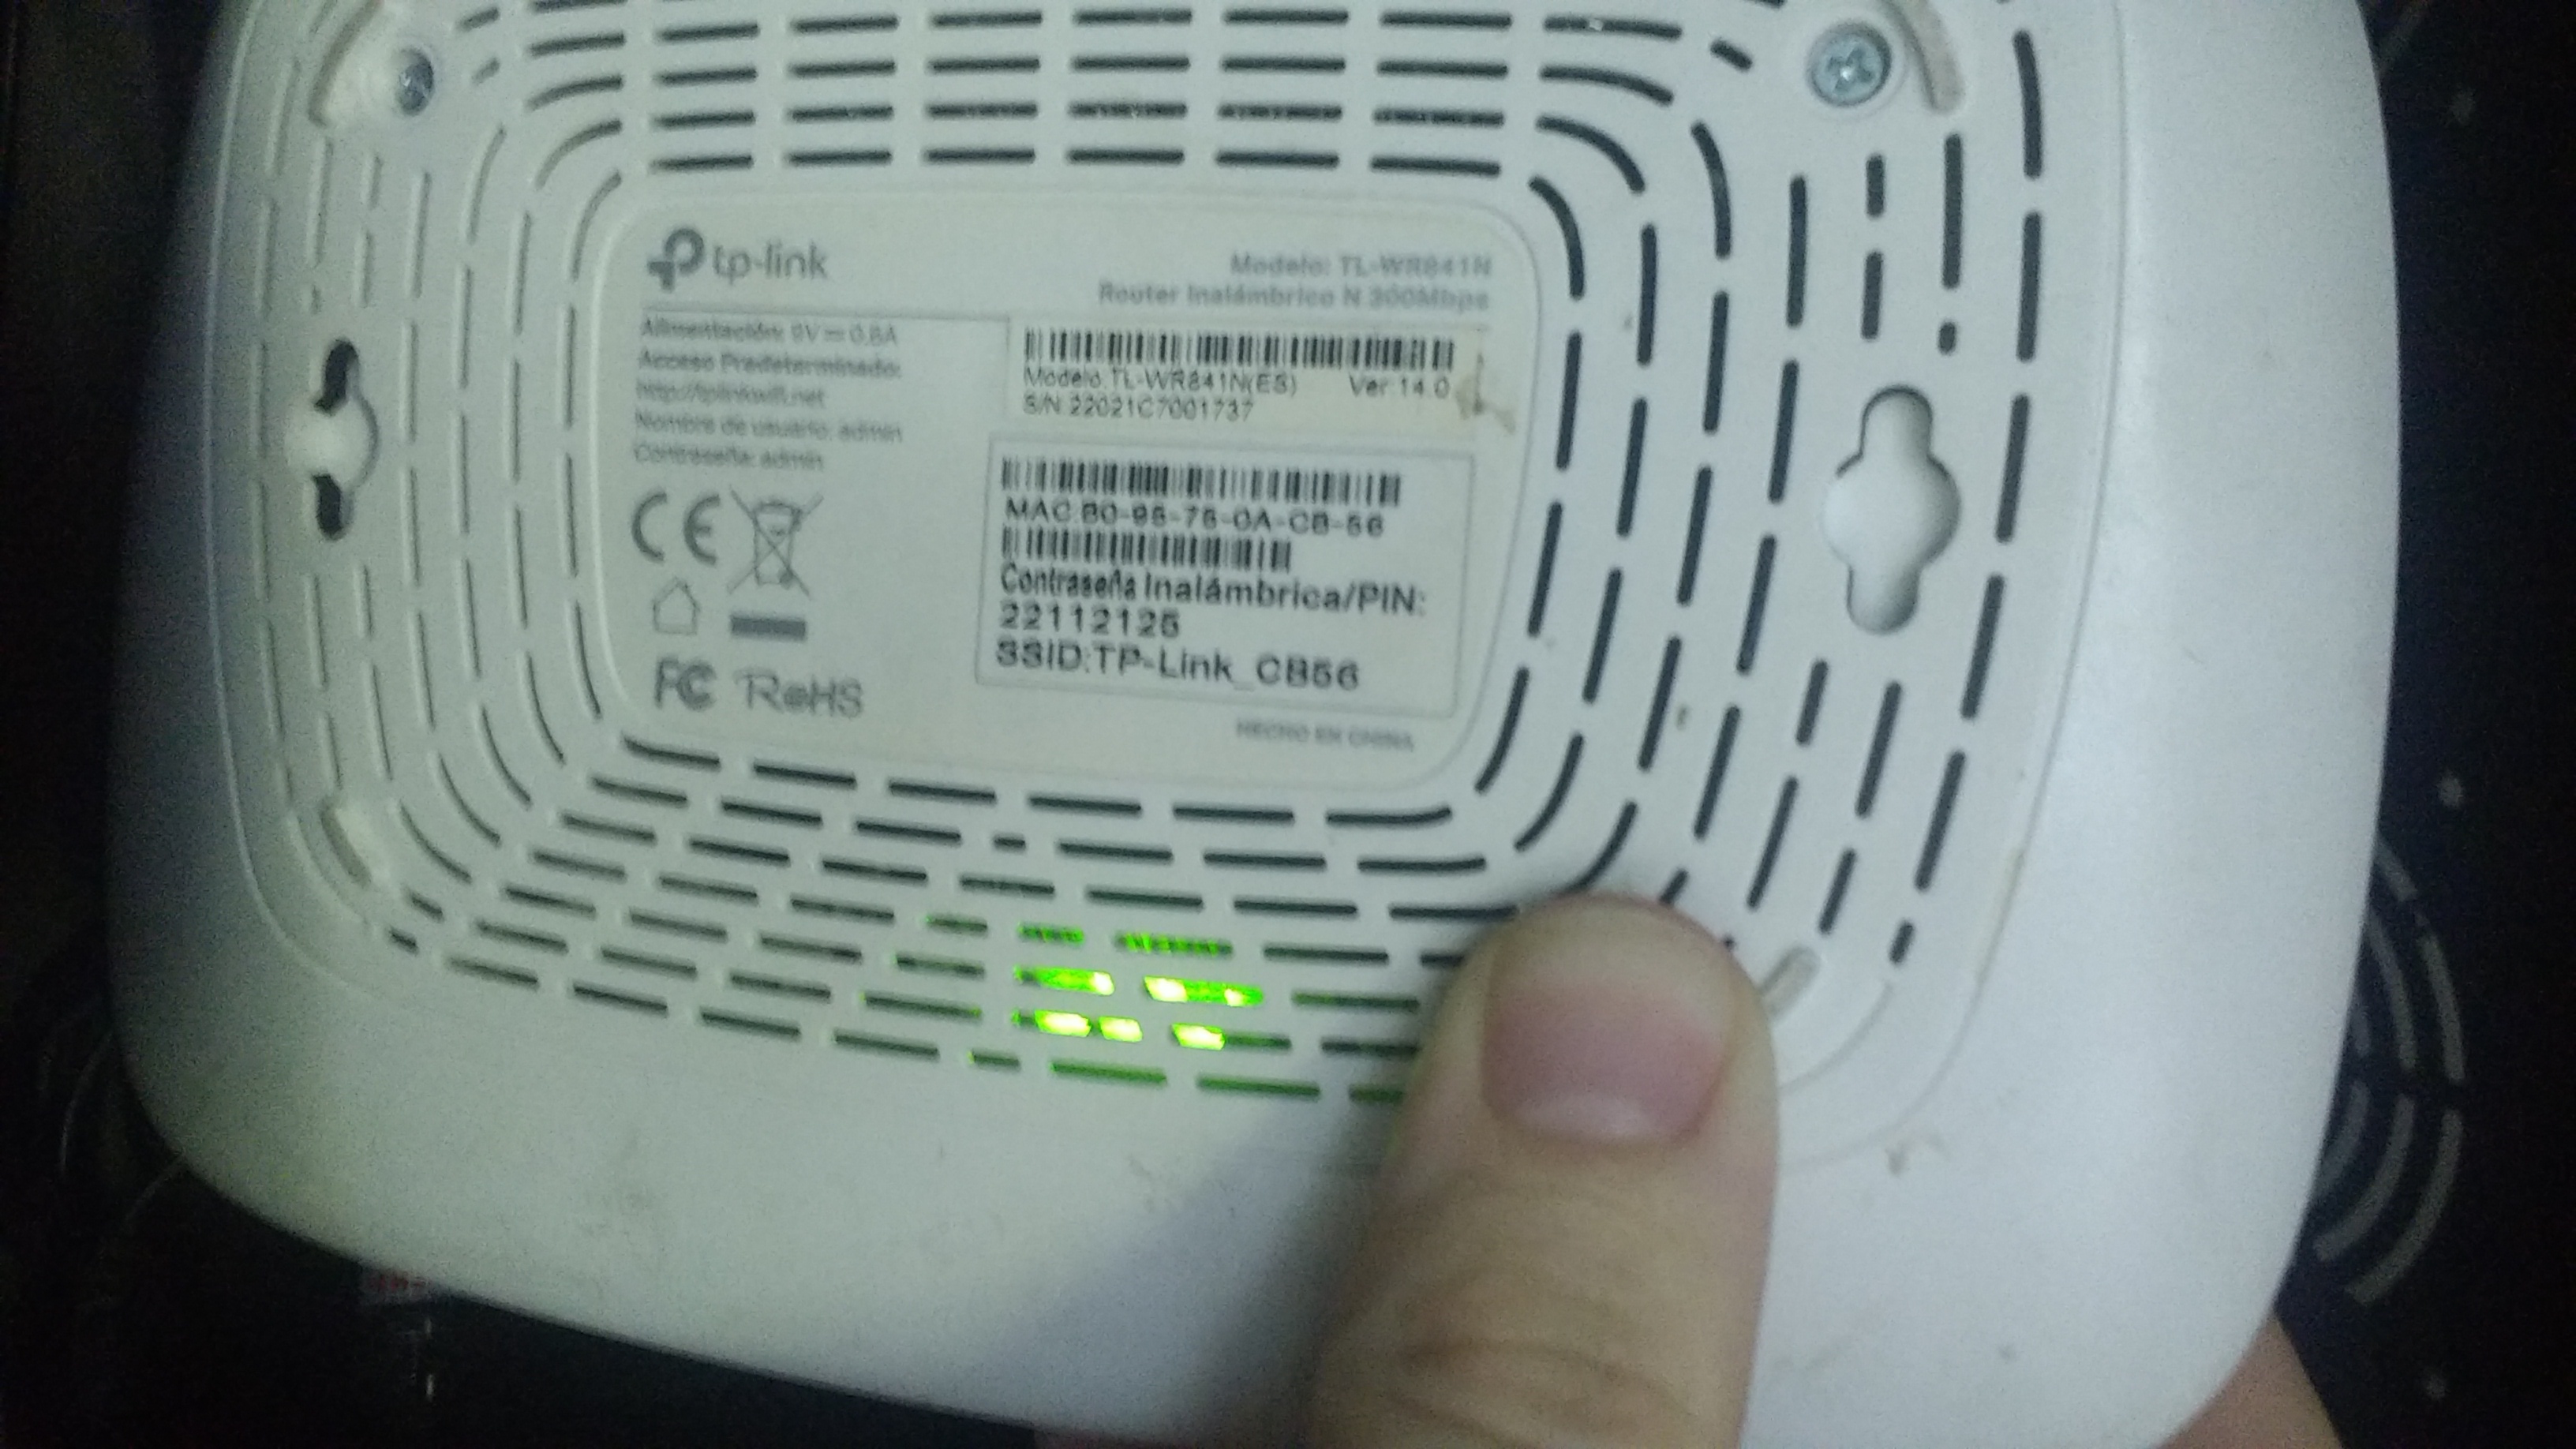 tp-link
Modelo: TL-WR841N
Router Inalámbrico N 300Mbps
Alimentación: 9V⎓0.6A
Acceso Predeterminado:
http://tplinkwifi.net
Nombre de usuario: admin
Contraseña: admin
Modelo:TL-WR841N(ES) Ver:14.0
S/N:22021C7001737
MAC:B0-95-75-0A-CB-56
Contraseña Inalámbrica/PIN:
22112125
SSID:TP-Link_CB56
CE
FC RoHS
HECHO EN CHINA